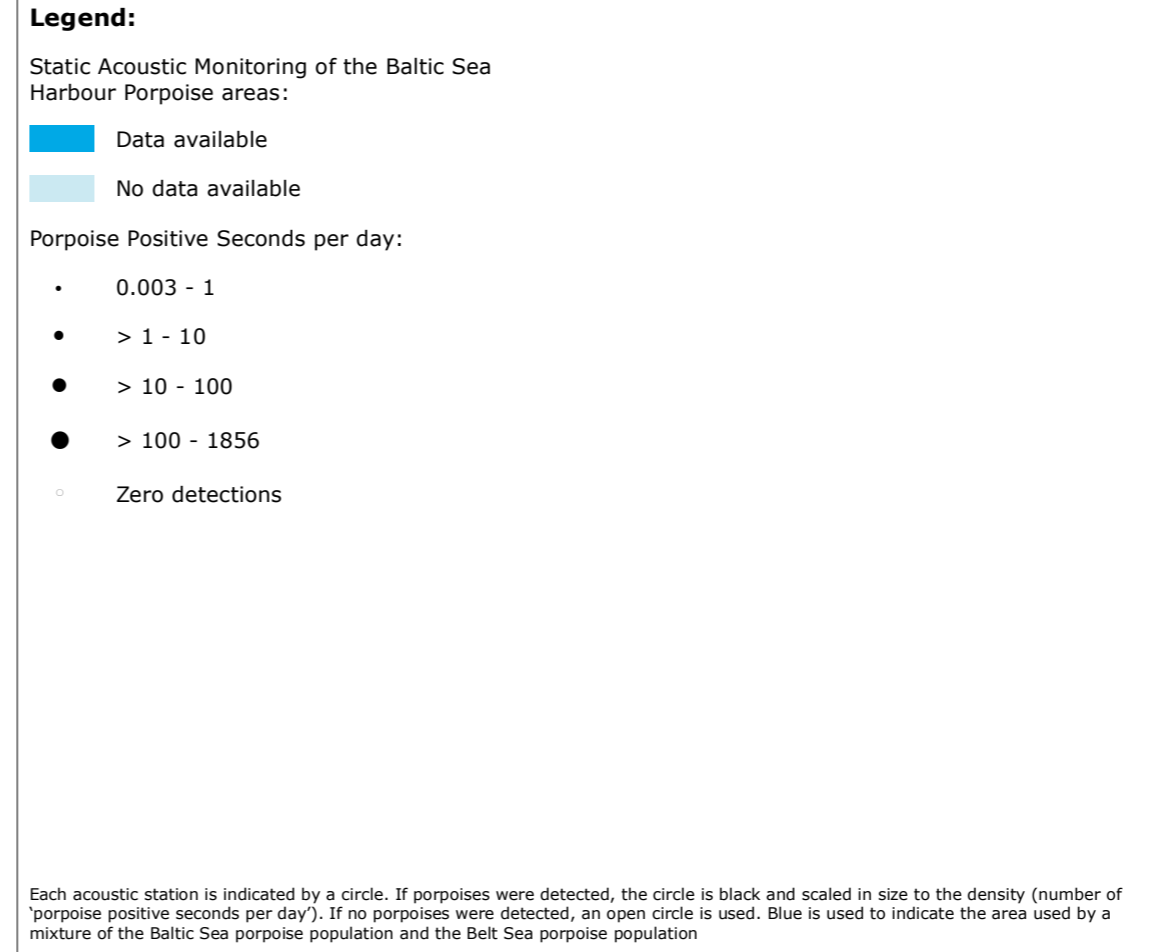 Legend:
Static Acoustic Monitoring of the Baltic Sea
Harbour Porpoise areas:
Data available
No data available
Porpoise Positive Seconds per day:
0.003 - 1
> 1 - 10
> 10 - 100
> 100 - 1856
Zero detections
Each acoustic station is indicated by a circle. If porpoises were detected, the circle is black and scaled in size to the density (number of
‘porpoise positive seconds per day’). If no porpoises were detected, an open circle is used. Blue is used to indicate the area used by a
mixture of the Baltic Sea porpoise population and the Belt Sea porpoise population